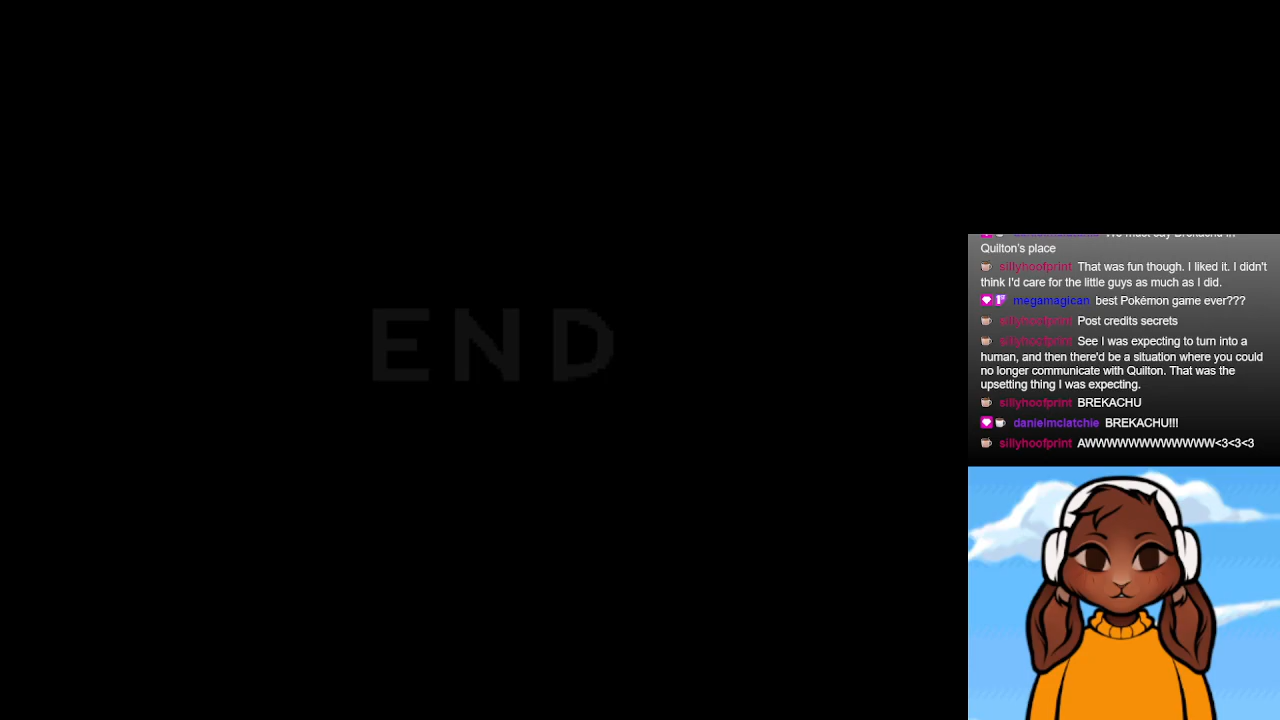 END
Quilton's place
sillyhoofprint That was fun though. I liked it. I didn't
think I'd care for the little guys as much as I did.
megamagican best Pokémon game ever???
sillyhoofprint Post credits secrets
sillyhoofprint See I was expecting to turn into a
human, and then there'd be a situation where you could
no longer communicate with Quilton. That was the
upsetting thing I was expecting.
sillyhoofprint BREKACHU
danielmclatchie BREKACHU!!!
sillyhoofprint AWWWWWWWWWWWWW<3<3<3